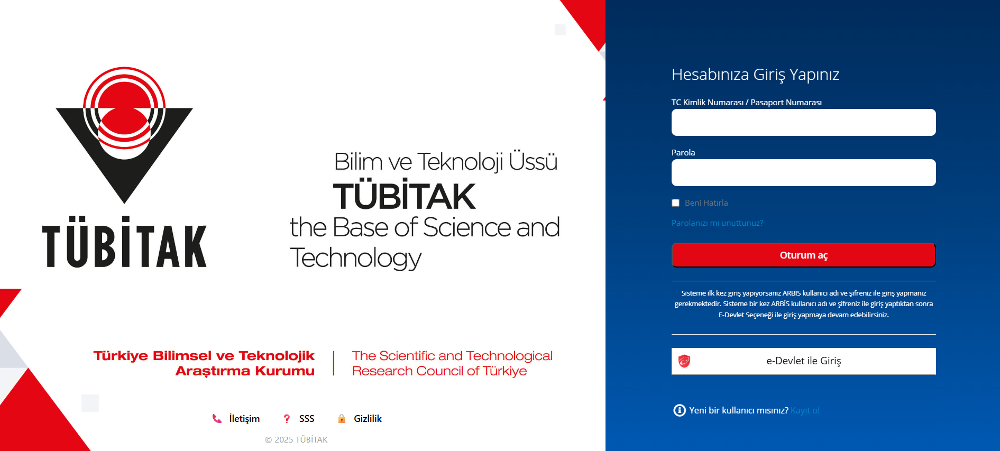 TÜBİTAK
Bilim ve Teknoloji Üssü
TÜBİTAK
the Base of Science and
Technology
Türkiye Bilimsel ve Teknolojik
Araştırma Kurumu
The Scientific and Technological
Research Council of Türkiye
İletişim
SSS
Gizlilik
© 2025 TÜBİTAK
Hesabınıza Giriş Yapınız
TC Kimlik Numarası / Pasaport Numarası
Parola
Beni Hatırla
Parolanızı mı unuttunuz?
Oturum aç
Sisteme ilk kez giriş yapıyorsanız ARBİS kullanıcı adı ve şifreniz ile giriş yapmanız
gerekmektedir. Sisteme bir kez ARBİS kullanıcı adı ve şifreniz ile giriş yaptıktan sonra
E-Devlet Seçeneği ile giriş yapmaya devam edebilirsiniz.
e-Devlet ile Giriş
Yeni bir kullanıcı mısınız? Kayıt ol